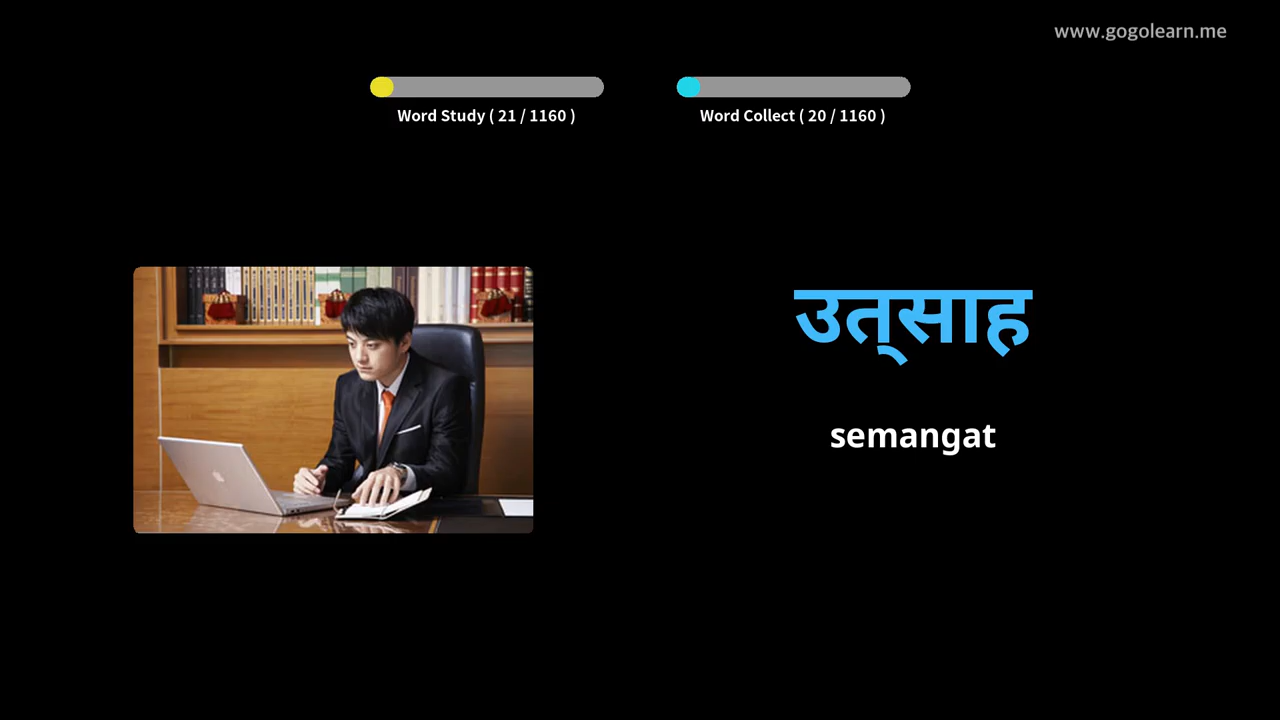 www.gogolearn.me
Word Study ( 21 / 1160 )
Word Collect ( 20 / 1160 )
उत्‌साह
semangat